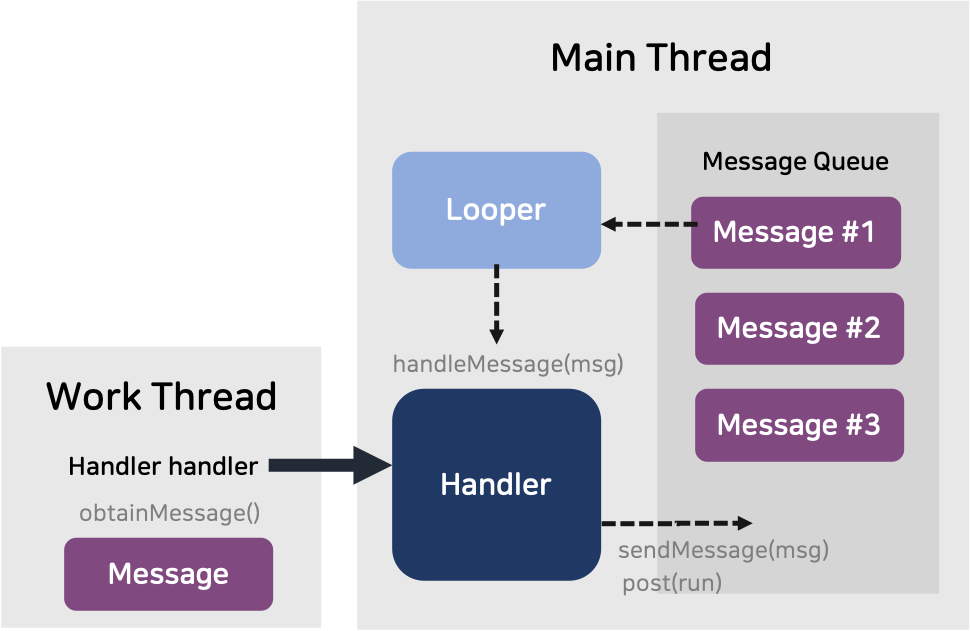 Main Thread
Message Queue
Looper
Message #1
Message #2
Message #3
handleMessage(msg)
Handler
sendMessage(msg)
post(run)
Work Thread
Handler handler
obtainMessage()
Message